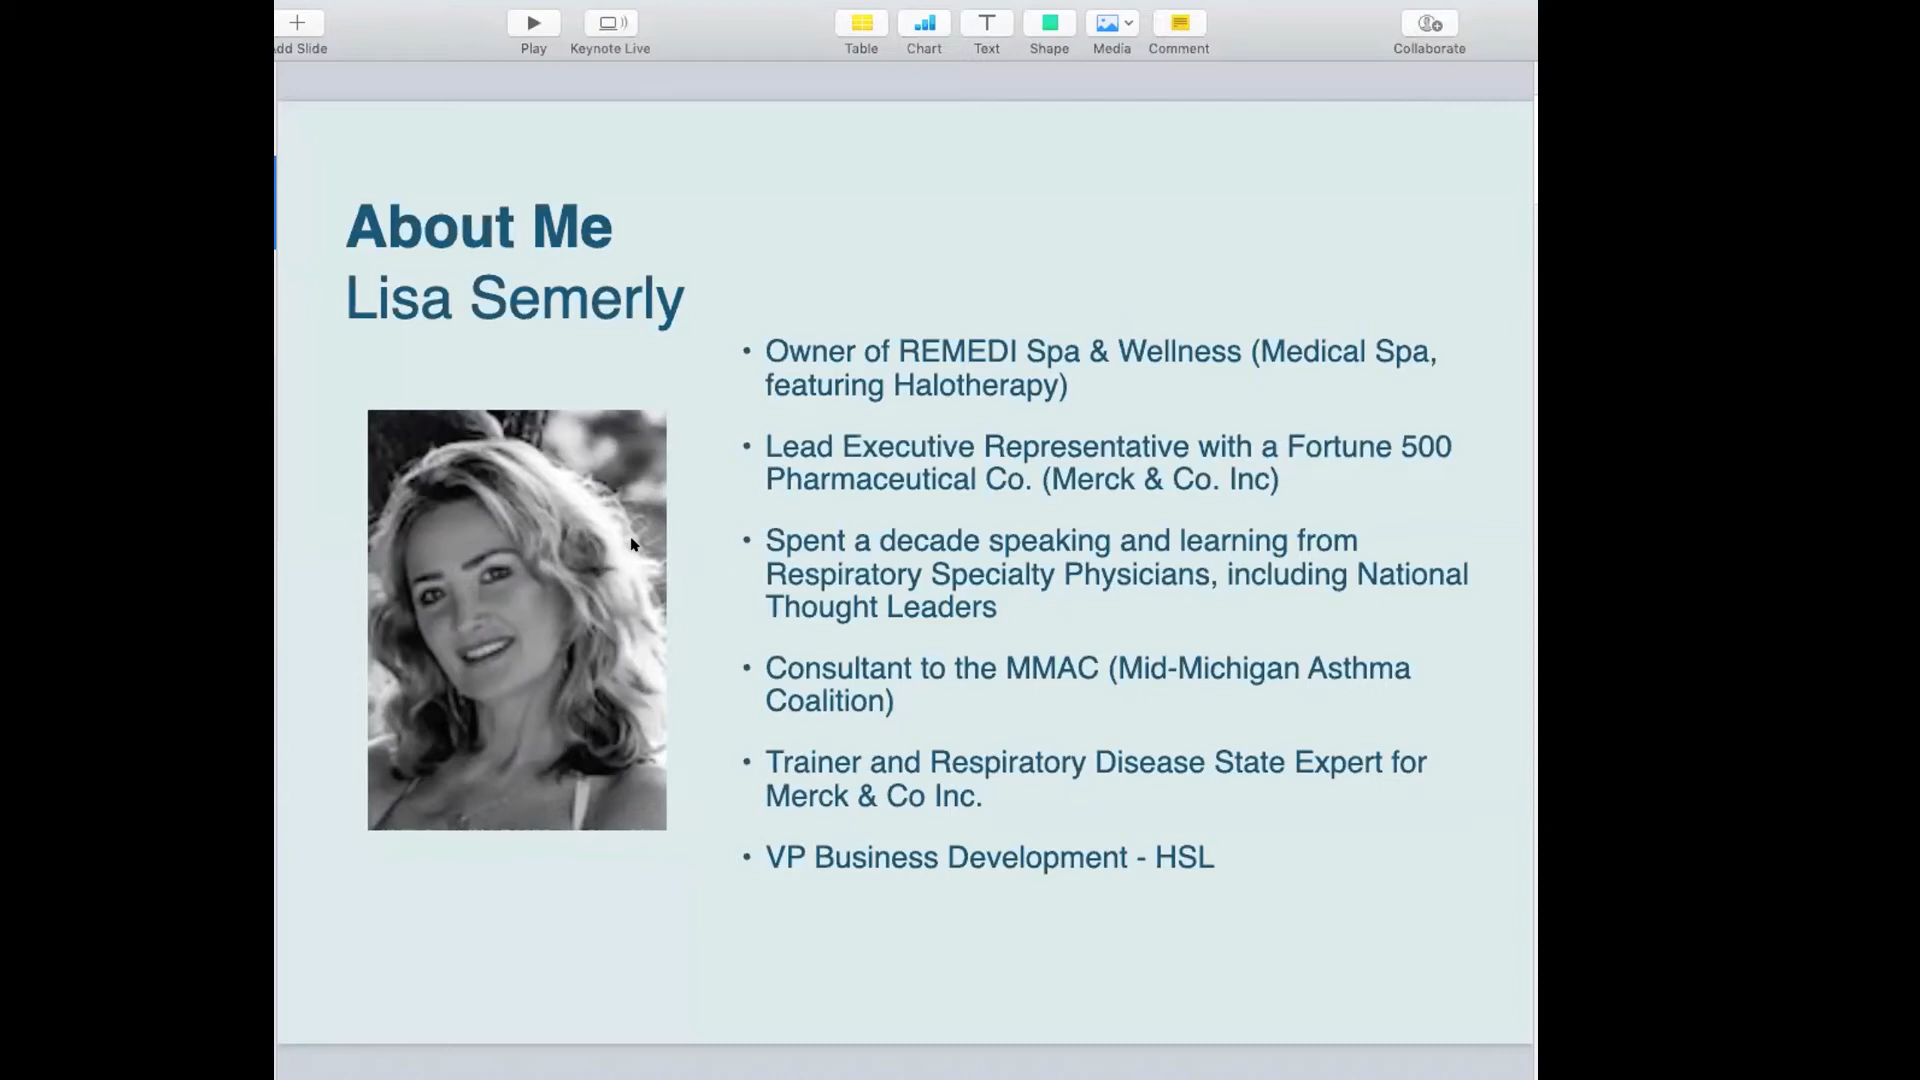 Add Slide
Play
Keynote Live
Table
Chart
Text
Shape
Media
Comment
Collaborate
About Me
Lisa Semerly
• Owner of REMEDI Spa & Wellness (Medical Spa,
featuring Halotherapy)
• Lead Executive Representative with a Fortune 500
Pharmaceutical Co. (Merck & Co. Inc)
• Spent a decade speaking and learning from
Respiratory Specialty Physicians, including National
Thought Leaders
• Consultant to the MMAC (Mid-Michigan Asthma
Coalition)
• Trainer and Respiratory Disease State Expert for
Merck & Co Inc.
• VP Business Development - HSL